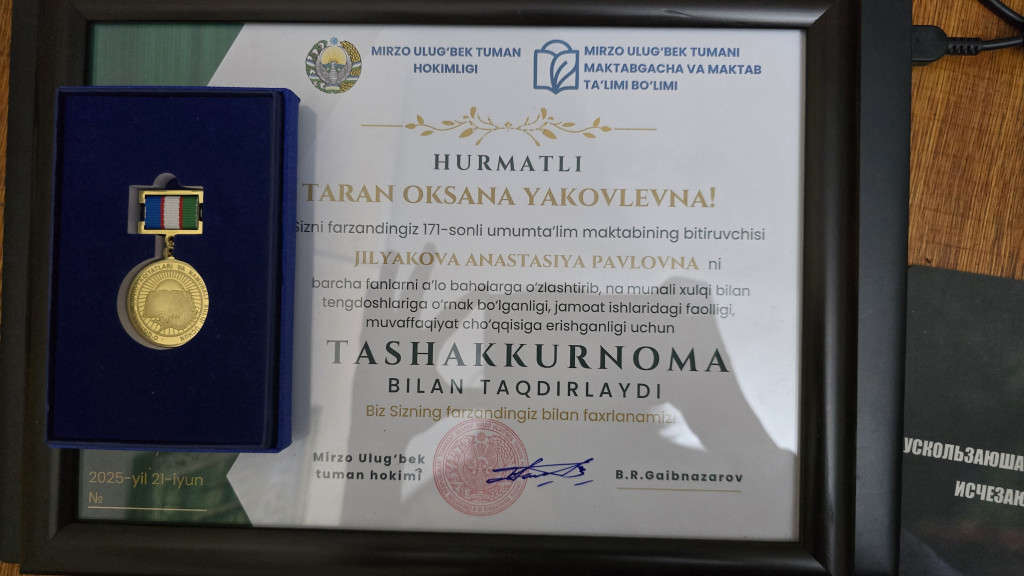 MIRZO ULUG'BEK TUMAN
HOKIMLIGI
MIRZO ULUG'BEK TUMANI
MAKTABGACHA VA MAKTAB
TA'LIMI BO'LIMI
HURMATLI
TARAN OKSANA YAKOVLEVNA!
Sizni farzandingiz 171-sonli umumta'lim maktabining bitiruvchisi
JILYAKOVA ANASTASIYA PAVLOVNA ni
barcha fanlarni a'lo baholarga o'zlashtirib, na munali xulqi bilan
tengdoshlariga o'rnak bo'lganligi, jamoat ishlaridagi faolligi,
muvaffaqiyat cho'qqisiga erishganligi uchun
TASHAKKURNOMA
BILAN TAQDIRLAYDI
Biz Sizning farzandingiz bilan faxrlanamiz!
Mirzo Ulug'bek
tuman hokimi
B.R.Gaibnazarov
2025-yil 21-Iyun
№
УСКОЛЬЗАЮЩА
ИСЧЕЗАЮ